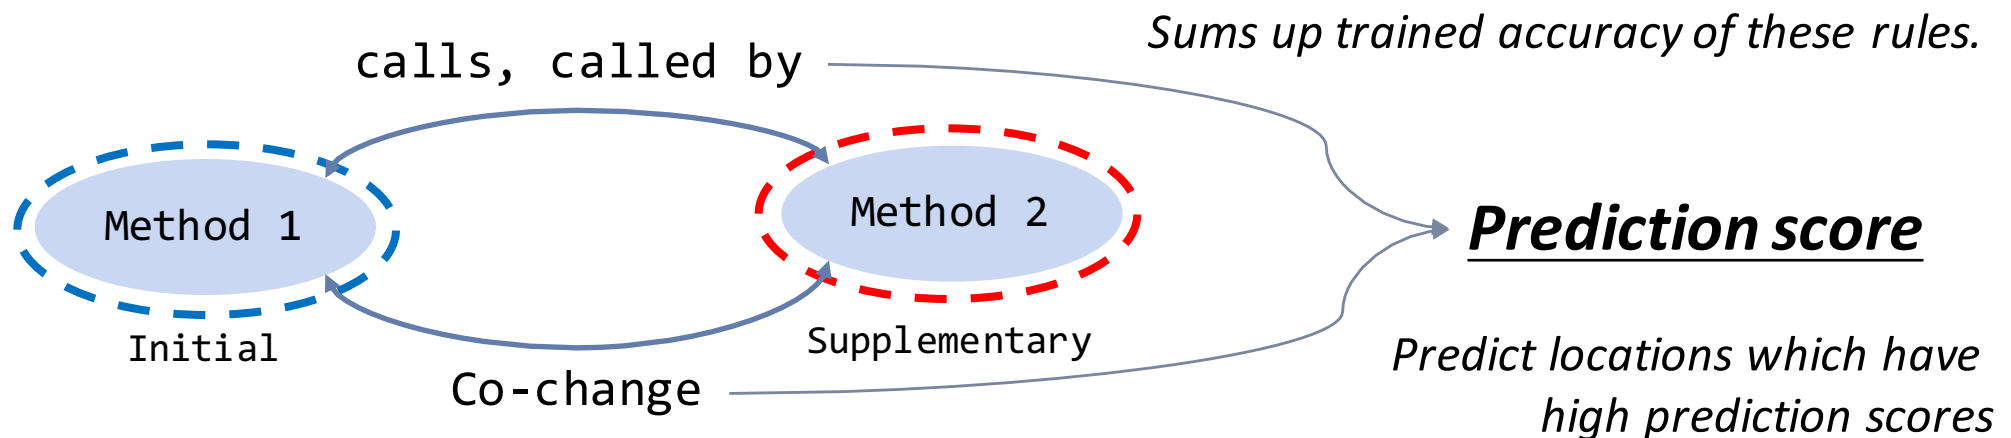 Sums up trained accuracy of these rules.
calls, called by
Method 1
Method 2
Prediction score
Initial
Supplementary
Co-change
Predict locations which have
high prediction scores